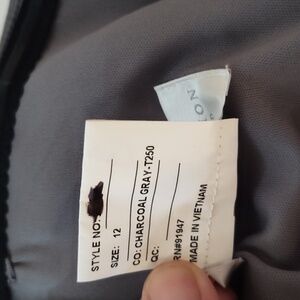 STYLE NO:
SIZE: 12
CO: CHARCOAL GRAY-T250
QC:
RN#91947
MADE IN VIETNAM